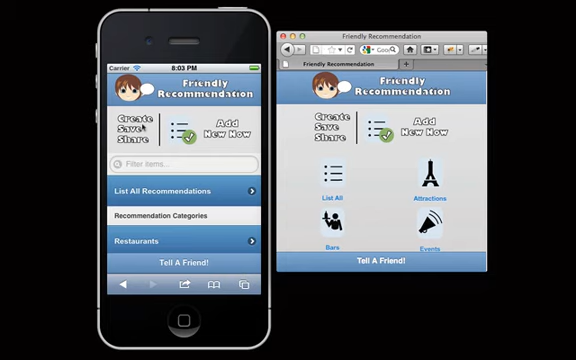 Carrier
8:03 PM
Friendly
Recommendation
Create
Save
Share
Add
New Now
Filter items...
List All Recommendations
Recommendation Categories
Restaurants
Tell A Friend!
Friendly Recommendation
Goo
Friendly Recommendation
Friendly
Recommendation
Create
Save
Share
Add
New Now
List All
Attractions
Bars
Events
Tell A Friend!